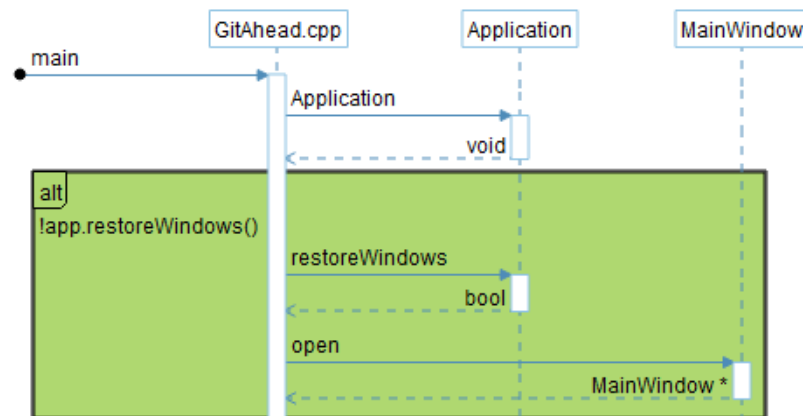 GitAhead.cpp Application MainWindow
main
Application
void
alt
!app.restoreWindows()
restoreWindows
bool
open
MainWindow *